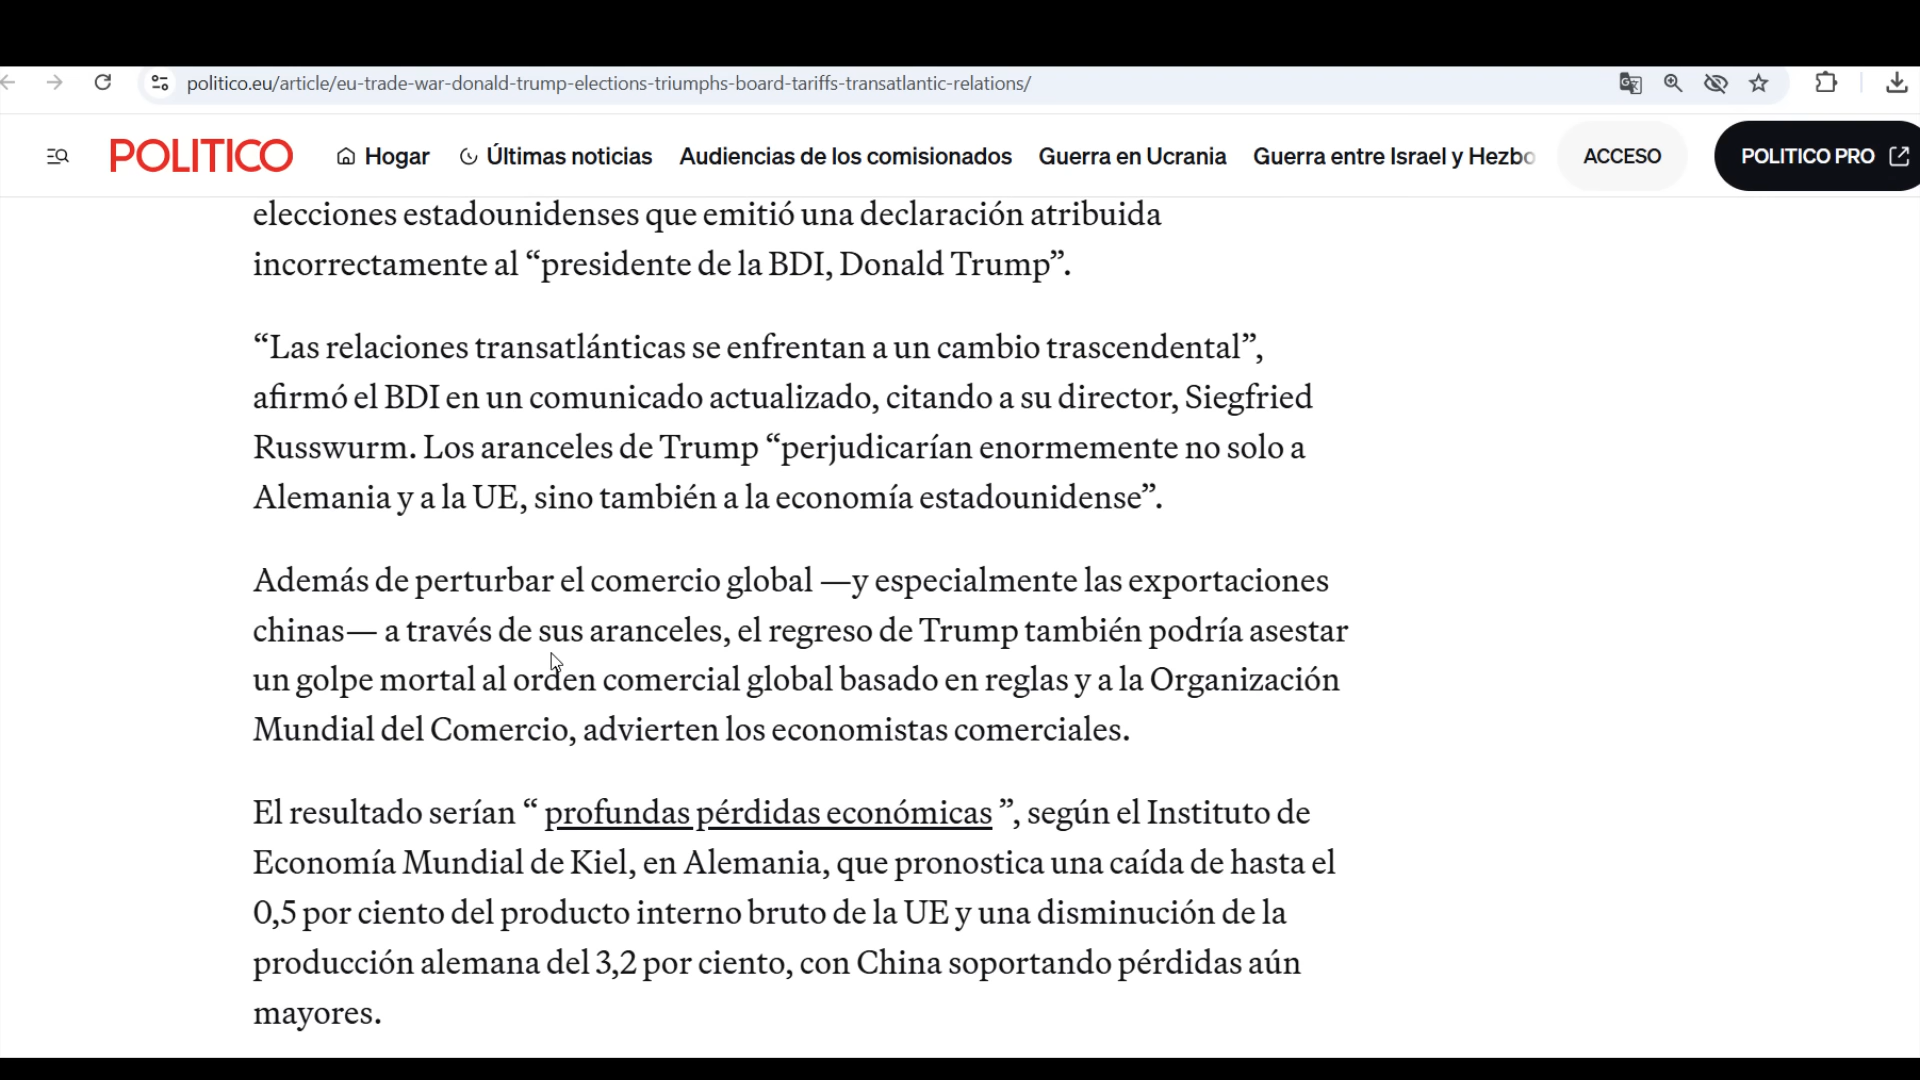 politico.eu/article/eu-trade-war-donald-trump-elections-triumphs-board-tariffs-transatlantic-relations/
POLITICO Hogar Últimas noticias Audiencias de los comisionados Guerra en Ucrania Guerra entre Israel y Hezbo ACCESO POLITICO PRO
elecciones estadounidenses que emitió una declaración atribuida
incorrectamente al “presidente de la BDI, Donald Trump”.
“Las relaciones transatlánticas se enfrentan a un cambio trascendental”,
afirmó el BDI en un comunicado actualizado, citando a su director, Siegfried
Russwurm. Los aranceles de Trump “perjudicarían enormemente no solo a
Alemania y a la UE, sino también a la economía estadounidense”.
Además de perturbar el comercio global —y especialmente las exportaciones
chinas— a través de sus aranceles, el regreso de Trump también podría asestar
un golpe mortal al orden comercial global basado en reglas y a la Organización
Mundial del Comercio, advierten los economistas comerciales.
El resultado serían “ profundas pérdidas económicas ”, según el Instituto de
Economía Mundial de Kiel, en Alemania, que pronostica una caída de hasta el
0,5 por ciento del producto interno bruto de la UE y una disminución de la
producción alemana del 3,2 por ciento, con China soportando pérdidas aún
mayores.